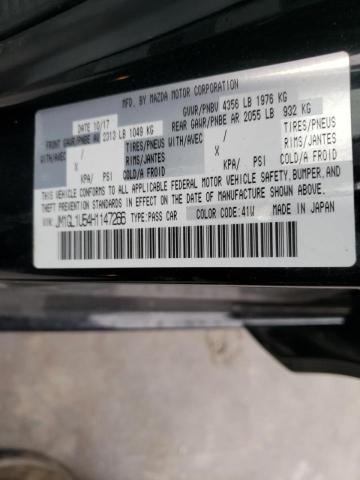 MFD. BY MAZDA MOTOR CORPORATION
DATE 10/17 GVWR/PNBV 4356 LB 1976 KG
FRONT GAWR/PNBE AV 2313 LB 1049 KG REAR GAWR/PNBE AR 2055 LB 932 KG
WITH/AVEC / TIRES/PNEUS WITH/AVEC / TIRES/PNEUS
X RIMS/JANTES X RIMS/JANTES
KPA/ PSI COLD/A FROID KPA/ PSI COLD/A FROID
THIS VEHICLE CONFORMS TO ALL APPLICABLE FEDERAL MOTOR VEHICLE SAFETY, BUMPER, AND
THEFT PREVENTION STANDARDS IN EFFECT ON THE DATE OF MANUFACTURE SHOWN ABOVE.
VIN: JM1GL1U54H1147266 TYPE: PASS CAR COLOR CODE: 41W MADE IN JAPAN